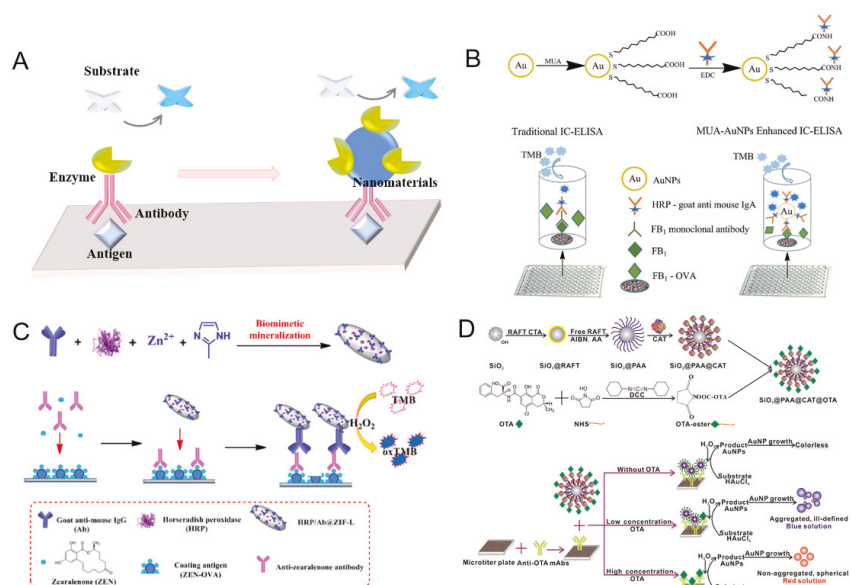 A
Substrate
Enzyme
Antibody
Antigen
Nanomaterials
B
Au
MUA
Au
S
S
S
COOH
COOH
COOH
EDC
Au
S
S
S
CONH
CONH
CONH
Traditional IC-ELISA
MUA-AuNPs Enhanced IC-ELISA
TMB
TMB
Au
Au
AuNPs
HRP - goat anti mouse IgA
FB₁ monoclonal antibody
FB₁
FB₁ - OVA
C
+
+ Zn²⁺ +
N
NH
Biomimetic
mineralization
H₂O₂
TMB
oxTMB
Goat anti-mouse IgG
(Ab)
Horseradish peroxidase
(HRP)
HRP/Ab@ZIF-L
Zearalenone (ZEN)
Coating antigen
(ZEN-OVA)
Anti-zearalenone antibody
D
OH
RAFT CTA
Free RAFT
AIBN. AA
CAT
SiO₂
SiO₂@RAFT
SiO₂@PAA
SiO₂@PAA@CAT
DCC
NOOC-OTA
OTA
NHS
OTA-ester
SiO₂@PAA@CAT@OTA
Without OTA
H₂O₂
Product
AuNPs
AuNP growth
Colorless
Substrate
HAuCl₄
Low concentration
OTA
H₂O₂
Product
AuNPs
AuNP growth
Aggregated, ill-defined
Blue solution
Substrate
HAuCl₄
High concentration
OTA
H₂O₂
Product
AuNPs
AuNP growth
Non-aggregated, spherical
Red solution
Microtiter plate
+
Anti-OTA mAbs
+